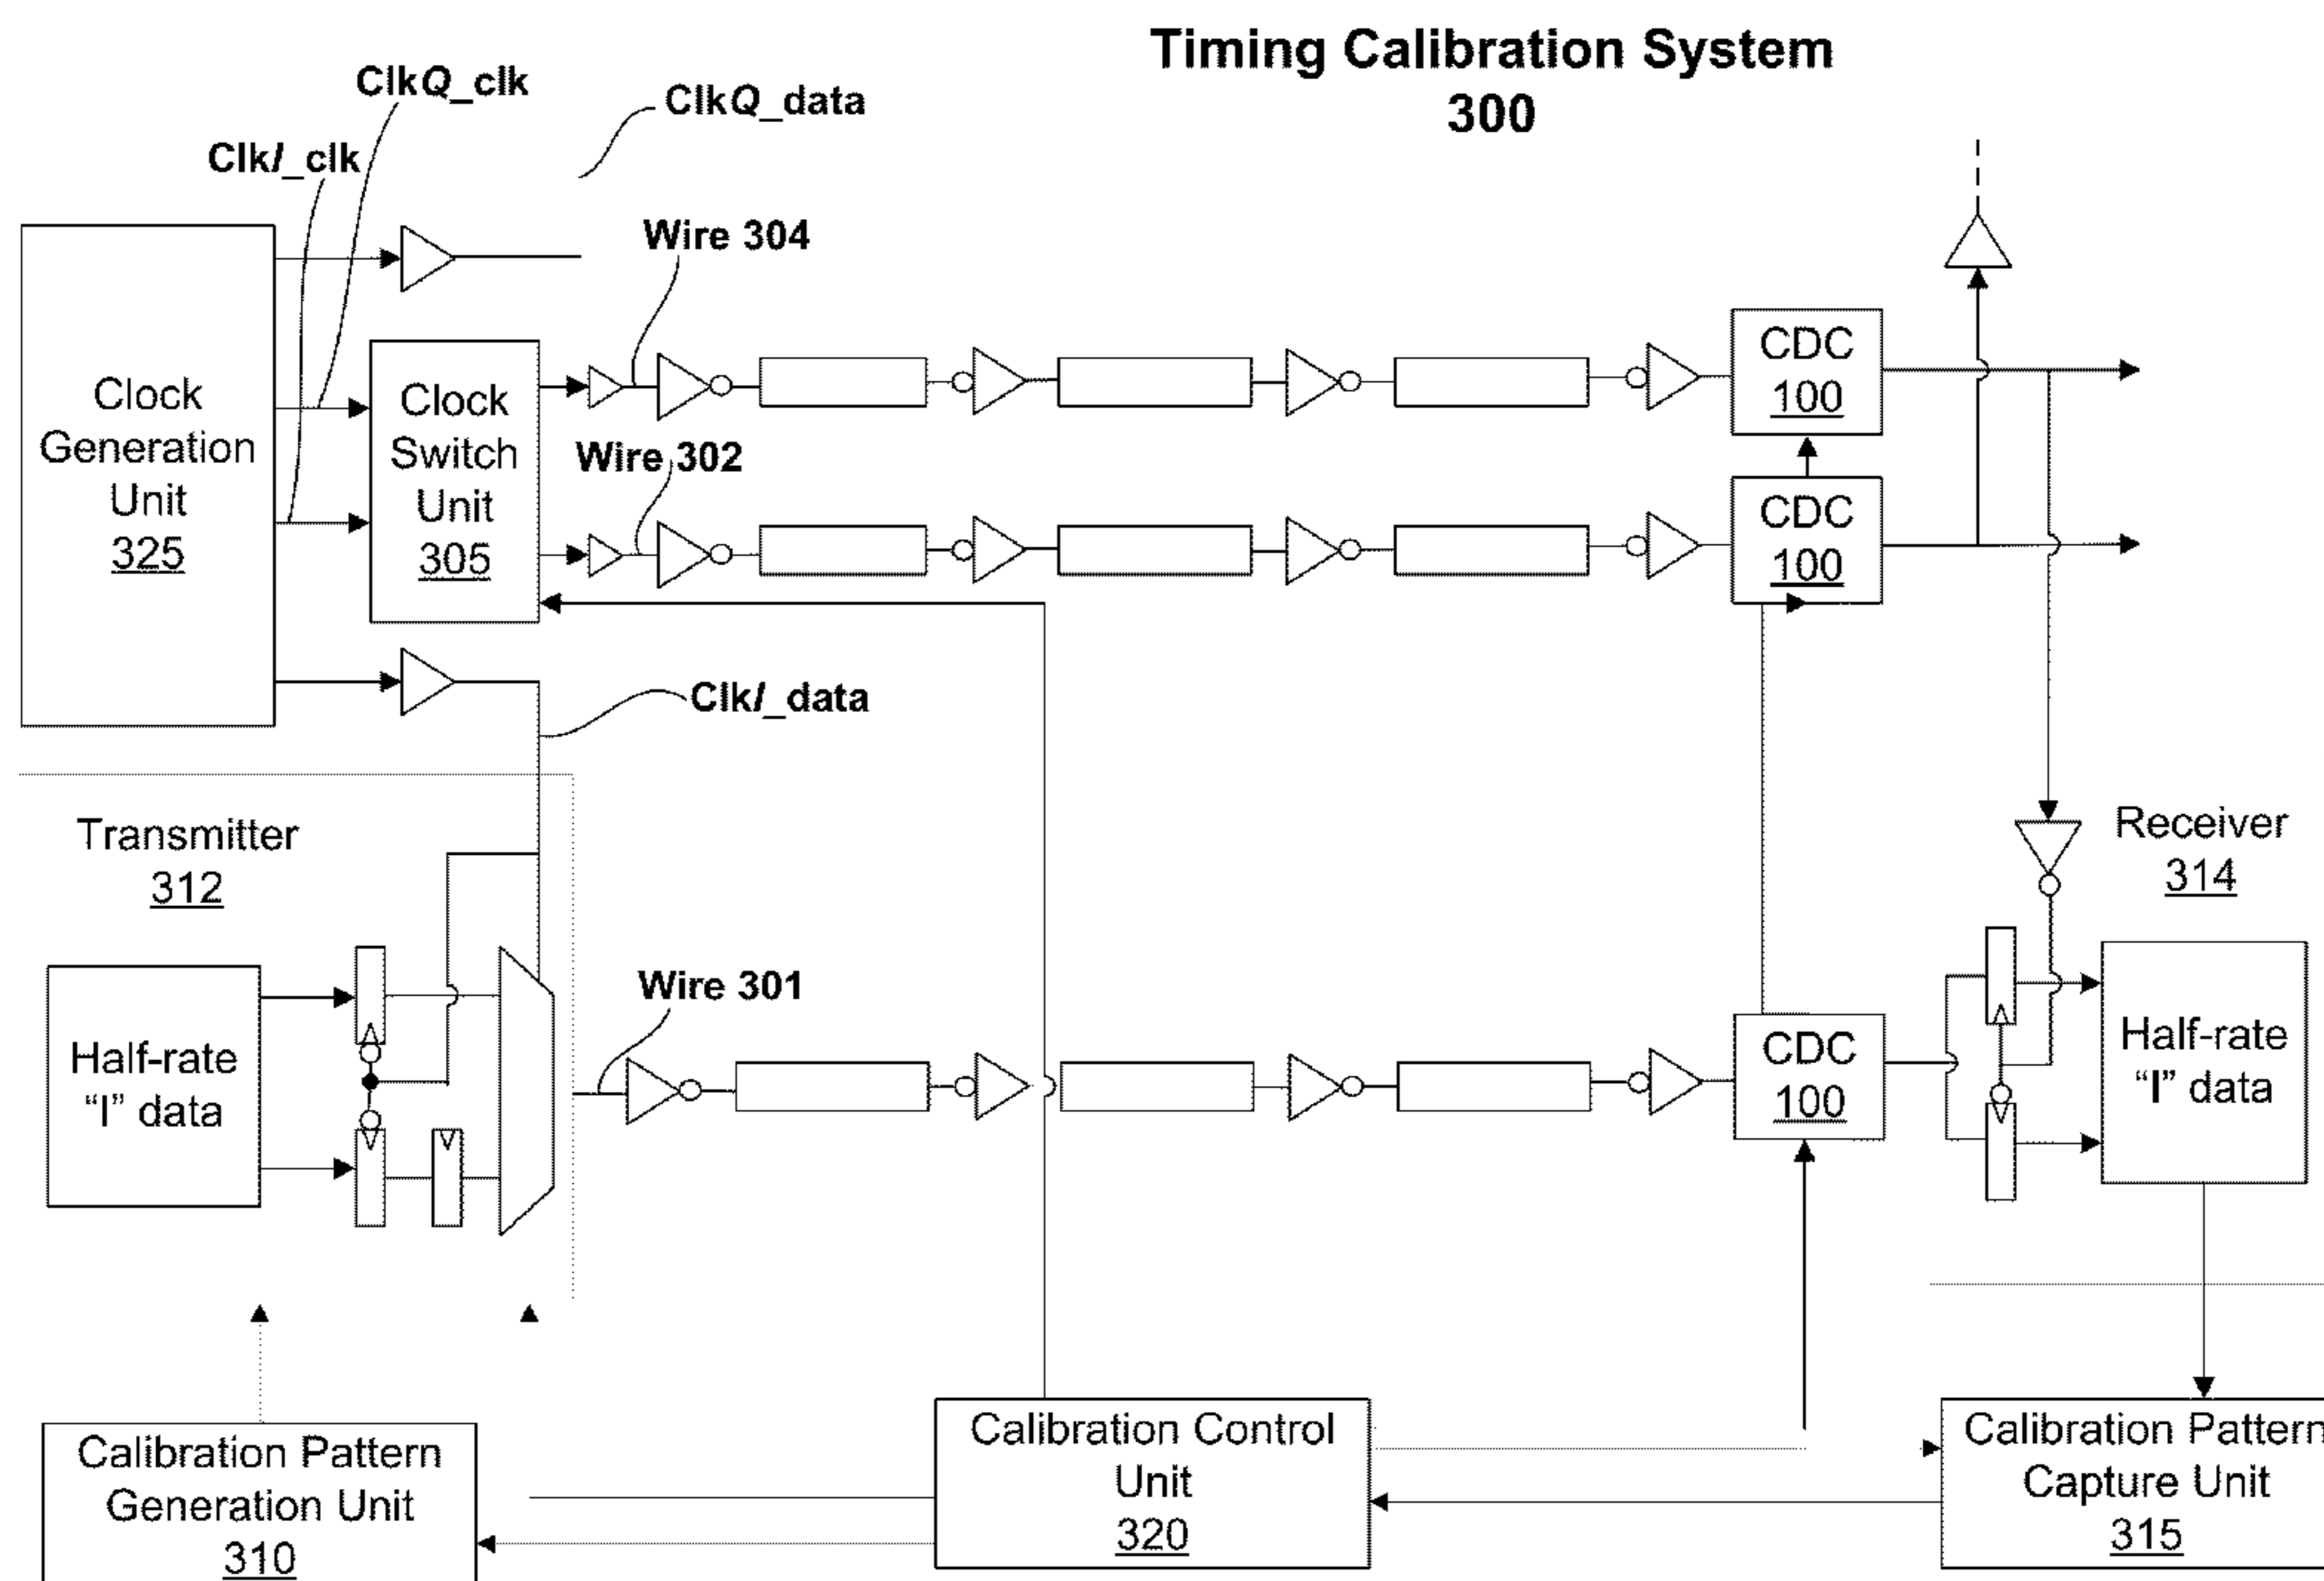 Timing Calibration System
300
ClkQ_clk
ClkQ_data
ClkI_clk
Wire 304
Clock
Generation
Unit
325
Clock
Switch
Unit
305
CDC
100
Wire 302
CDC
100
ClkI_data
Transmitter
312
Receiver
314
Half-rate
“I” data
Wire 301
CDC
100
Half-rate
“I” data
Calibration Pattern
Generation Unit
310
Calibration Control
Unit
320
Calibration Pattern
Capture Unit
315